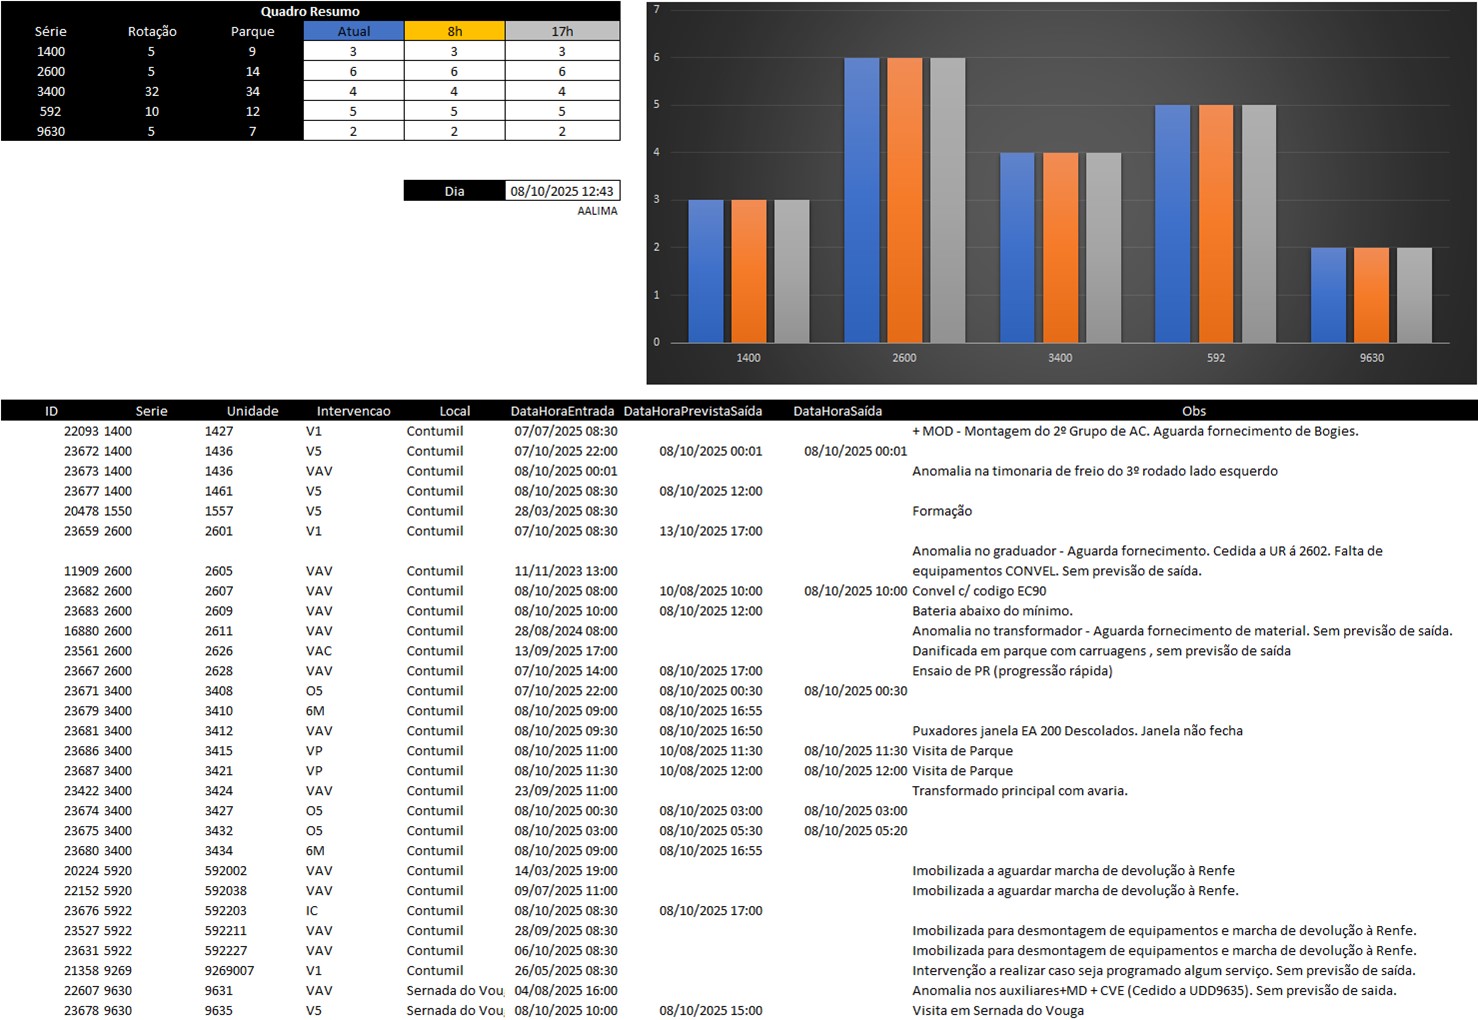 Quadro Resumo
Série Rotação Parque Atual 8h 17h
1400 5 9 3 3 3
2600 5 14 6 6 6
3400 32 34 4 4 4
592 10 12 5 5 5
9630 5 7 2 2 2
Dia 08/10/2025 12:43
AALIMA
7
6
5
4
3
2
1
0
1400 2600 3400 592 9630
ID Serie Unidade Intervencao Local DataHoraEntrada DataHoraPrevistaSaída DataHoraSaída Obs
22093 1400 1427 V1 Contumil 07/07/2025 08:30 + MOD - Montagem do 2º Grupo de AC. Aguarda fornecimento de Bogies.
23672 1400 1436 V5 Contumil 07/10/2025 22:00 08/10/2025 00:01 08/10/2025 00:01
23673 1400 1436 VAV Contumil 08/10/2025 00:01 Anomalia na timonaria de freio do 3º rodado lado esquerdo
23677 1400 1461 V5 Contumil 08/10/2025 08:30 08/10/2025 12:00
20478 1550 1557 V5 Contumil 28/03/2025 08:30 Formação
23659 2600 2601 V1 Contumil 07/10/2025 08:30 13/10/2025 17:00
Anomalia no graduador - Aguarda fornecimento. Cedida a UR á 2602. Falta de
11909 2600 2605 VAV Contumil 11/11/2023 13:00 equipamentos CONVEL. Sem previsão de saída.
23682 2600 2607 VAV Contumil 08/10/2025 08:00 10/08/2025 10:00 08/10/2025 10:00 Convel c/ codigo EC90
23683 2600 2609 VAV Contumil 08/10/2025 10:00 08/10/2025 12:00 Bateria abaixo do mínimo.
16880 2600 2611 VAV Contumil 28/08/2024 08:00 Anomalia no transformador - Aguarda fornecimento de material. Sem previsão de saída.
23561 2600 2626 VAC Contumil 13/09/2025 17:00 Danificada em parque com carruagens , sem previsão de saída
23667 2600 2628 VAV Contumil 07/10/2025 14:00 08/10/2025 17:00 Ensaio de PR (progressão rápida)
23671 3400 3408 O5 Contumil 07/10/2025 22:00 08/10/2025 00:30 08/10/2025 00:30
23679 3400 3410 6M Contumil 08/10/2025 09:00 08/10/2025 16:55
23681 3400 3412 VAV Contumil 08/10/2025 09:30 08/10/2025 16:50 Puxadores janela EA 200 Descolados. Janela não fecha
23686 3400 3415 VP Contumil 08/10/2025 11:00 10/08/2025 11:30 08/10/2025 11:30 Visita de Parque
23687 3400 3421 VP Contumil 08/10/2025 11:30 10/08/2025 12:00 08/10/2025 12:00 Visita de Parque
23422 3400 3424 VAV Contumil 23/09/2025 11:00 Transformado principal com avaria.
23674 3400 3427 O5 Contumil 08/10/2025 00:30 08/10/2025 03:00 08/10/2025 03:00
23675 3400 3432 O5 Contumil 08/10/2025 03:00 08/10/2025 05:30 08/10/2025 05:20
23680 3400 3434 6M Contumil 08/10/2025 09:00 08/10/2025 16:55
20224 5920 592002 VAV Contumil 14/03/2025 19:00 Imobilizada a aguardar marcha de devolução à Renfe
22152 5920 592038 VAV Contumil 09/07/2025 11:00 Imobilizada a aguardar marcha de devolução à Renfe.
23676 5922 592203 IC Contumil 08/10/2025 08:30 08/10/2025 17:00
23527 5922 592211 VAV Contumil 28/09/2025 08:30 Imobilizada para desmontagem de equipamentos e marcha de devolução à Renfe.
23631 5922 592227 VAV Contumil 06/10/2025 08:30 Imobilizada para desmontagem de equipamentos e marcha de devolução à Renfe.
21358 9269 9269007 V1 Contumil 26/05/2025 08:30 Intervenção a realizar caso seja programado algum serviço. Sem previsão de saída.
22607 9630 9631 VAV Sernada do Vou 04/08/2025 16:00 Anomalia nos auxiliares+MD + CVE (Cedido a UDD9635). Sem previsão de saida.
23678 9630 9635 V5 Sernada do Vou 08/10/2025 10:00 08/10/2025 15:00 Visita em Sernada do Vouga